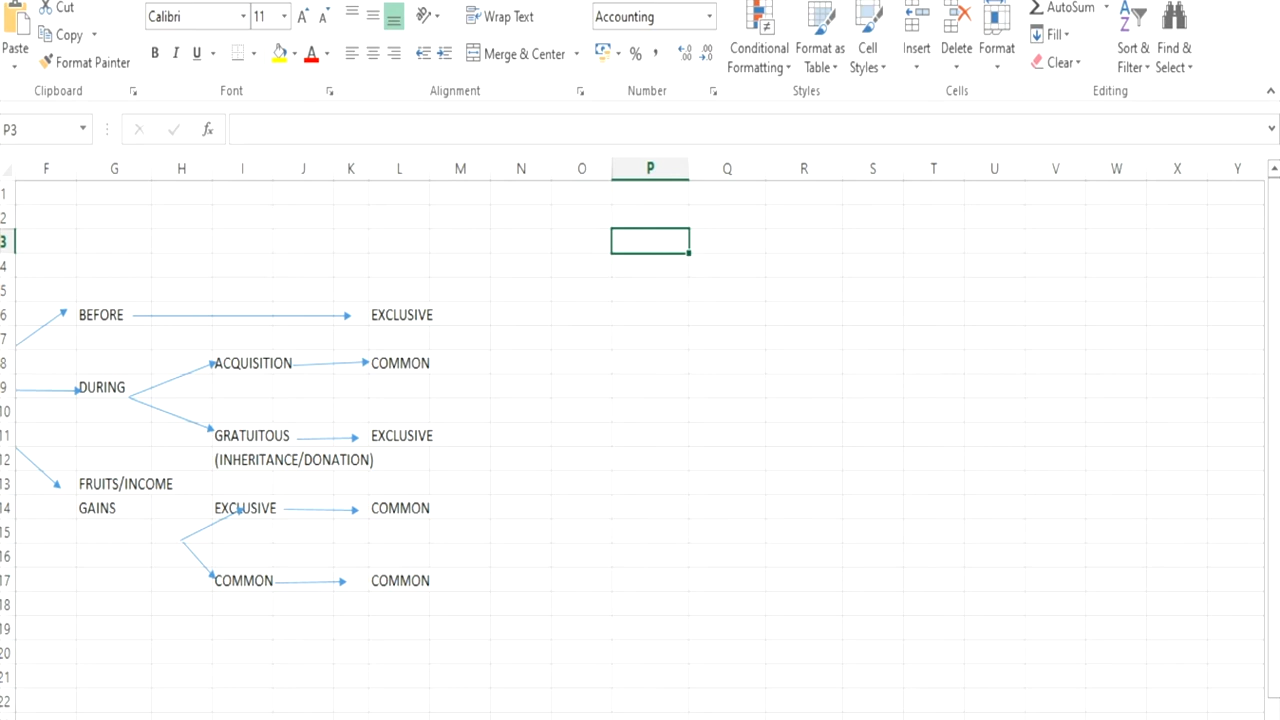 Cut
Calibri 11 A A Wrap Text Accounting AutoSum
Copy
Paste Format Painter B I U A Merge & Center % , Conditional Formatting Format as Table Cell Styles Insert Delete Format Fill Clear Sort & Filter Find & Select
Clipboard Font Alignment Number Styles Cells Editing
P3 fx
F G H I J K L M N O P Q R S T U V W X Y
1
2
3
4
5
6 BEFORE EXCLUSIVE
7
8 ACQUISITION COMMON
9 DURING
10
11 GRATUITOUS EXCLUSIVE
12 (INHERITANCE/DONATION)
13 FRUITS/INCOME
14 GAINS EXCLUSIVE COMMON
15
16
17 COMMON COMMON
18
19
20
21
22